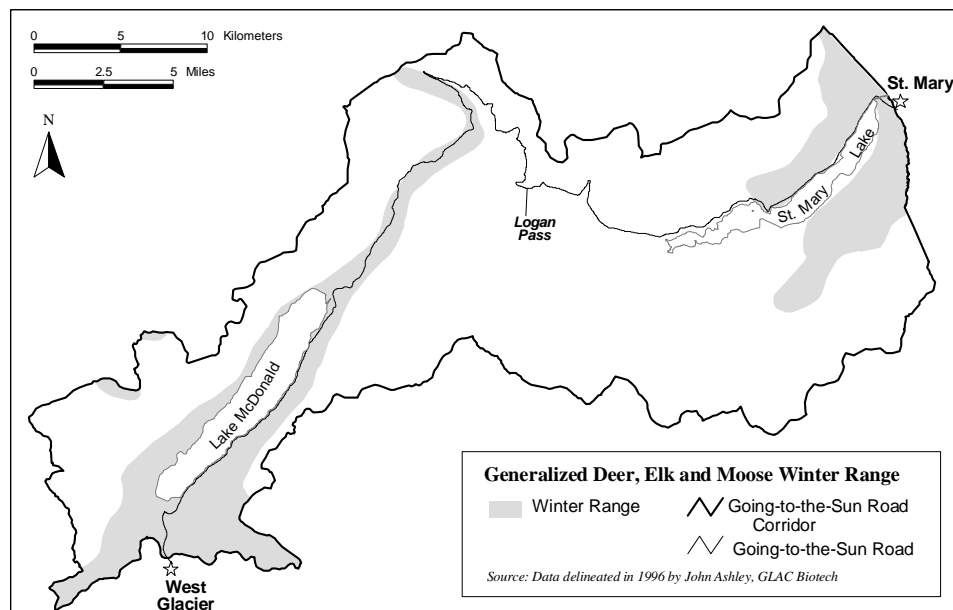 0 5 10 Kilometers
0 2.5 5 Miles
N
St. Mary
St. Mary Lake
Logan
Pass
Lake McDonald
West
Glacier
Generalized Deer, Elk and Moose Winter Range
Winter Range
Going-to-the-Sun Road
Corridor
Going-to-the-Sun Road
Source: Data delineated in 1996 by John Ashley, GLAC Biotech